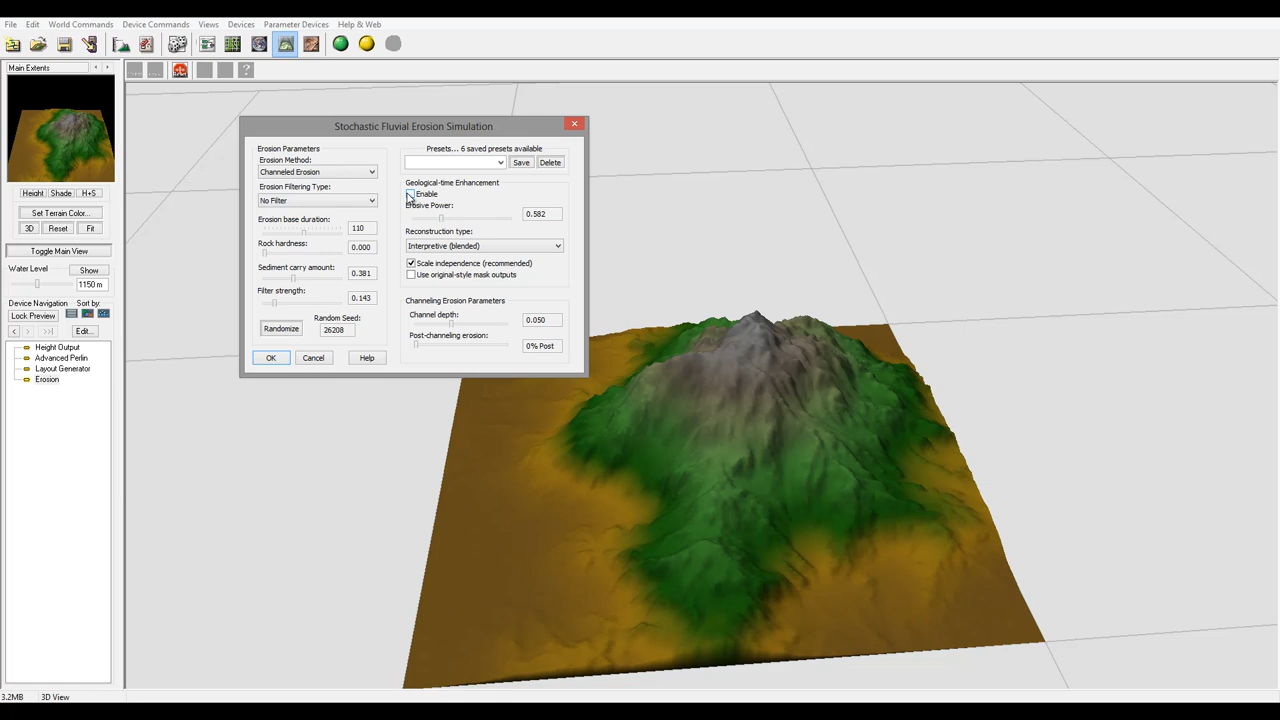 File Edit World Commands Device Commands Views Devices Parameter Devices Help & Web
Main Extents
Height Shade H+S
Set Terrain Color...
3D Reset Fit
Toggle Main View
Water Level Show
1150 m
Device Navigation Sort by:
Lock Preview
Edit...
Height Output
Advanced Perlin
Layout Generator
Erosion
Stochastic Fluvial Erosion Simulation
Erosion Parameters
Erosion Method:
Channeled Erosion
Erosion Filtering Type:
No Filter
Erosion base duration:
110
Rock hardness:
0.000
Sediment carry amount:
0.381
Filter strength:
0.143
Random Seed:
Randomize 26208
OK Cancel Help
Presets... 6 saved presets available
Save Delete
Geological-time Enhancement
Enable
Erosive Power:
0.582
Reconstruction type:
Interpretive (blended)
Scale independence (recommended)
Use original-style mask outputs
Channeling Erosion Parameters
Channel depth:
0.050
Post-channeling erosion:
0% Post
3.2MB 3D View